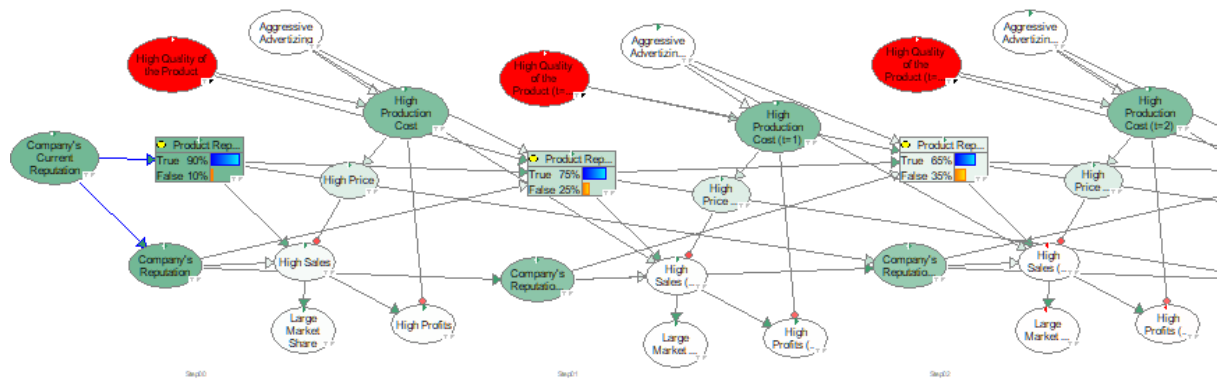 Aggressive
Advertizing
High Quality of
the Product
High
Production
Cost
Company's
Current
Reputation
Product Rep...
True 90%
False 10%
High Price
Company's
Reputation
High Sales
Large
Market
Share
High Profits
Step00
Aggressive
Advertizin...
High Quality
of the
Product (t=
...
High
Production
Cost (t=1)
Product Rep...
True 75%
False 25%
High
Price ...
Company's
Reputatio...
High
Sales (
...
Large
Market ...
High
Profits (...
Step01
Aggressive
Advertizin...
High Quality
of the
Product (t=
...
High
Production
Cost (t=2)
Product Rep...
True 65%
False 35%
High
Price ...
Company's
Reputatio...
High
Sales (
...
Large
Market ...
High
Profits (...
Step02